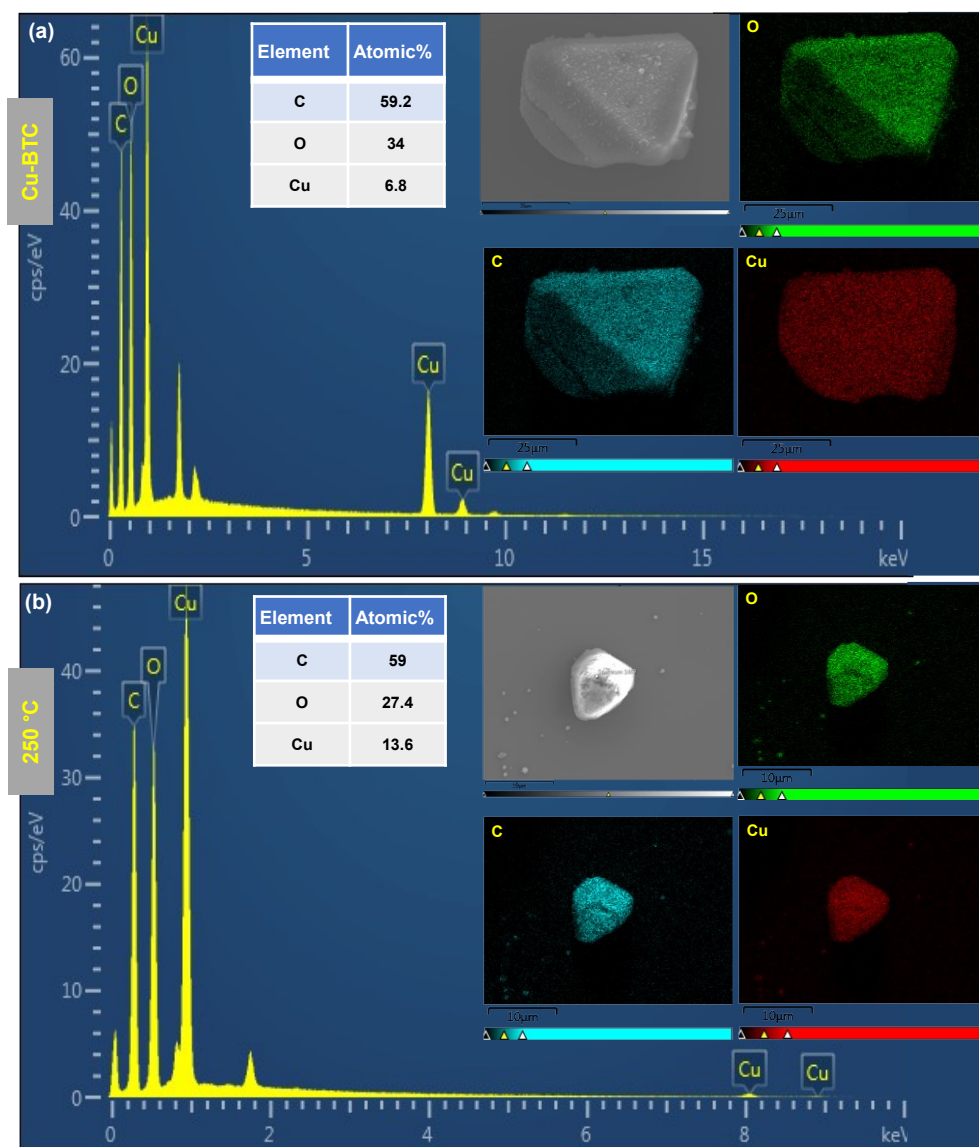 (a)
Cu-BTC
cps/eV
60
40
20
0
C
O
Cu
Cu
Cu
0
5
10
15
keV
Element Atomic%
C 59.2
O 34
Cu 6.8
O
25µm
C
25µm
Cu
25µm
(b)
250 °C
cps/eV
40
30
20
10
0
C
O
Cu
Cu
Cu
0
2
4
6
8
keV
Element Atomic%
C 59
O 27.4
Cu 13.6
10µm
O
10µm
C
10µm
Cu
10µm